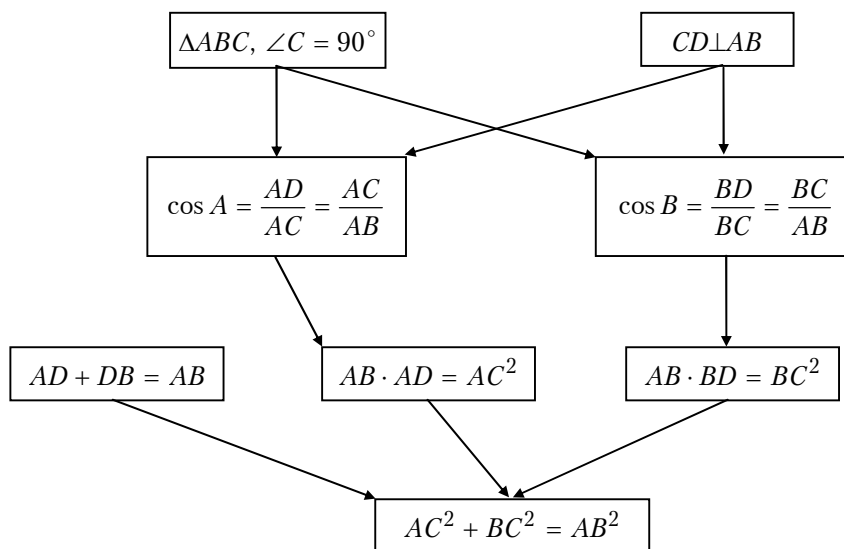 ΔABC, ∠C = 90°
CD⊥AB
cos A = AD/AC = AC/AB
cos B = BD/BC = BC/AB
AD + DB = AB
AB · AD = AC²
AB · BD = BC²
AC² + BC² = AB²